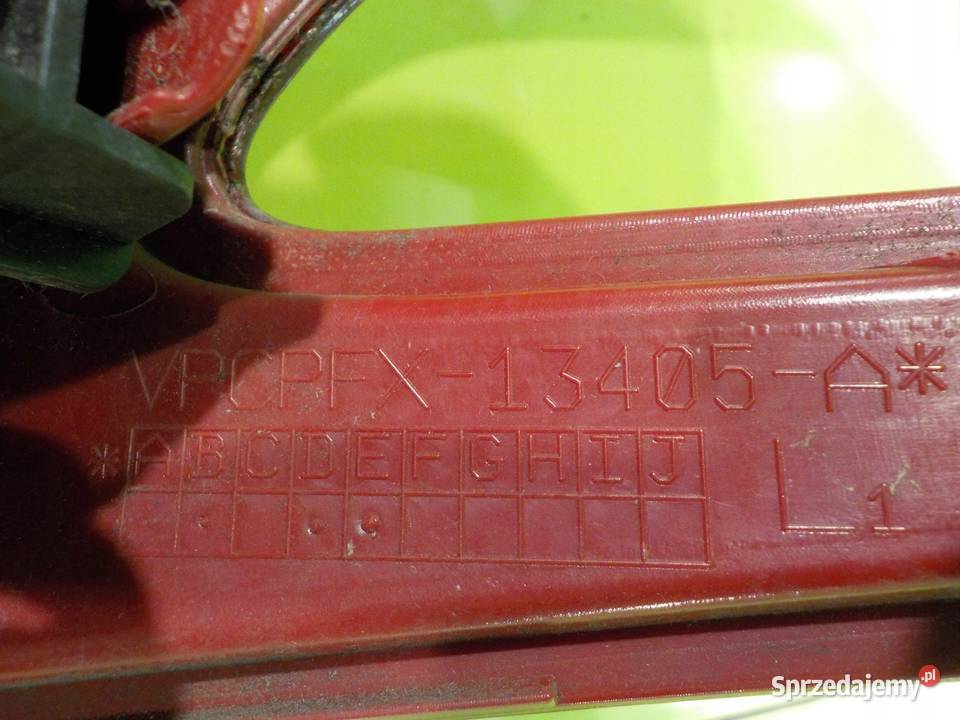 VPCPFX-13405-A*
*ABCDEFGHIJ
L1
Sprzedajemy.pl